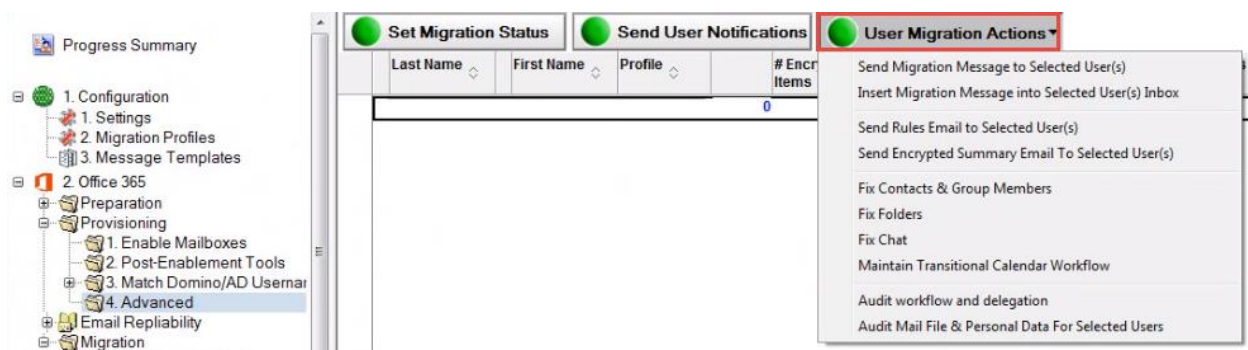 Progress Summary
1. Configuration
1. Settings
2. Migration Profiles
3. Message Templates
2. Office 365
Preparation
Provisioning
1. Enable Mailboxes
2. Post-Enablement Tools
3. Match Domino/AD Usernar
4. Advanced
Email Repliability
Migration
Set Migration Status
Send User Notifications
User Migration Actions
Last Name
First Name
Profile
# Encr
Items
0
Send Migration Message to Selected User(s)
Insert Migration Message into Selected User(s) Inbox
Send Rules Email to Selected User(s)
Send Encrypted Summary Email To Selected User(s)
Fix Contacts & Group Members
Fix Folders
Fix Chat
Maintain Transitional Calendar Workflow
Audit workflow and delegation
Audit Mail File & Personal Data For Selected Users
s